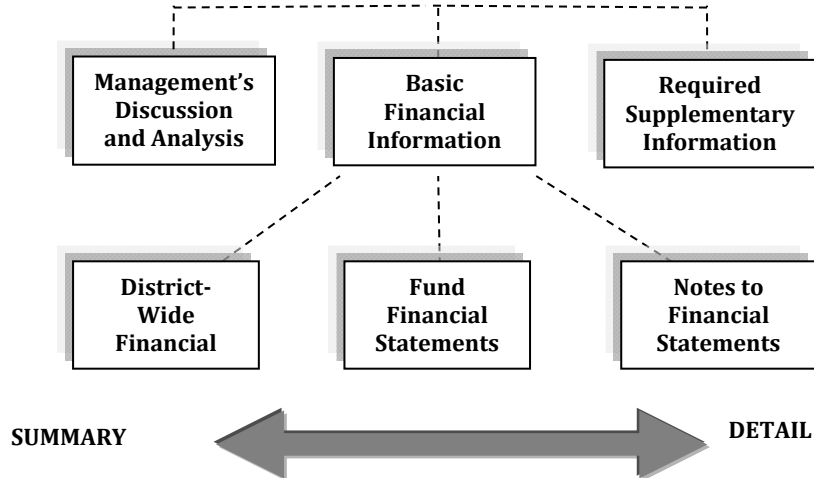 Management's
Discussion
and Analysis
Basic
Financial
Information
Required
Supplementary
Information
District-
Wide
Financial
Fund
Financial
Statements
Notes to
Financial
Statements
SUMMARY
DETAIL